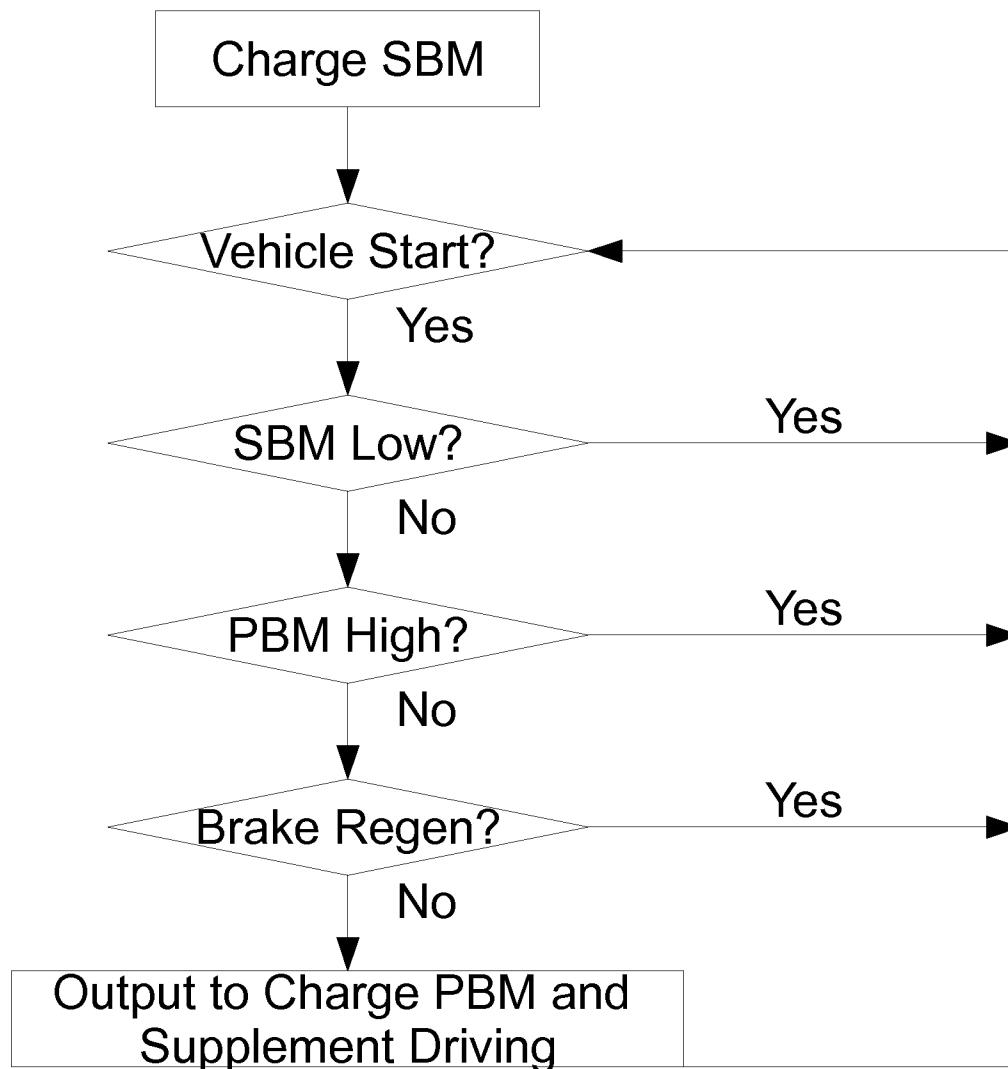 Charge SBM
Vehicle Start?
Yes
SBM Low?
Yes
No
PBM High?
Yes
No
Brake Regen?
Yes
No
Output to Charge PBM and
Supplement Driving